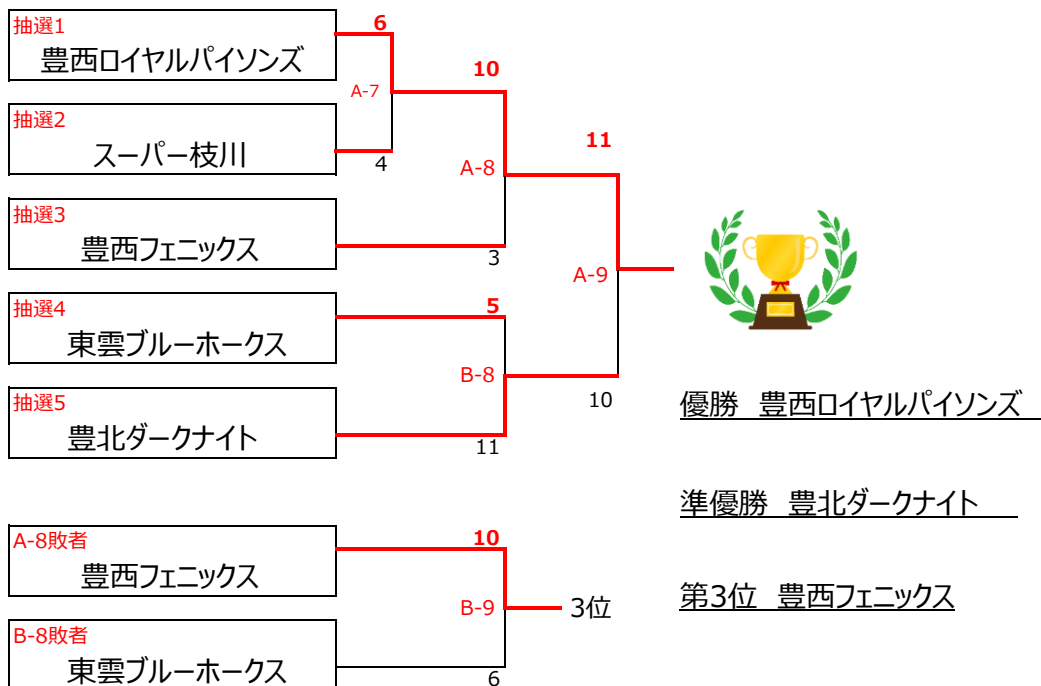 抽選1
豊西ロイヤルパイソンズ
6
A-7
10
抽選2
スーパー枝川
4
A-8
11
抽選3
豊西フェニックス
3
A-9
抽選4
東雲ブルーホークス
5
B-8
10
抽選5
豊北ダークナイト
11
優勝 豊西ロイヤルパイソンズ
準優勝 豊北ダークナイト
第3位 豊西フェニックス
A-8敗者
豊西フェニックス
10
B-9
3位
B-8敗者
東雲ブルーホークス
6